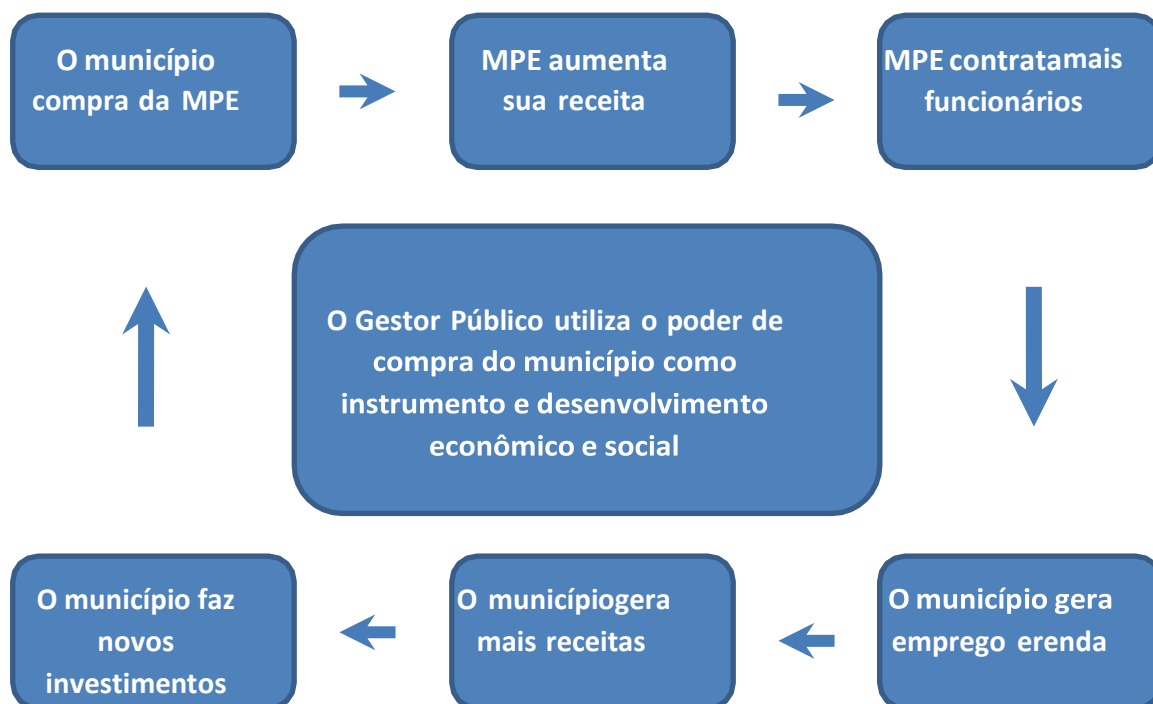 O município
compra da MPE
MPE aumenta
sua receita
MPE contratamais
funcionários
O Gestor Público utiliza o poder de
compra do município como
instrumento e desenvolvimento
econômico e social
O município faz
novos
investimentos
O municípiogera
mais receitas
O município gera
emprego erenda